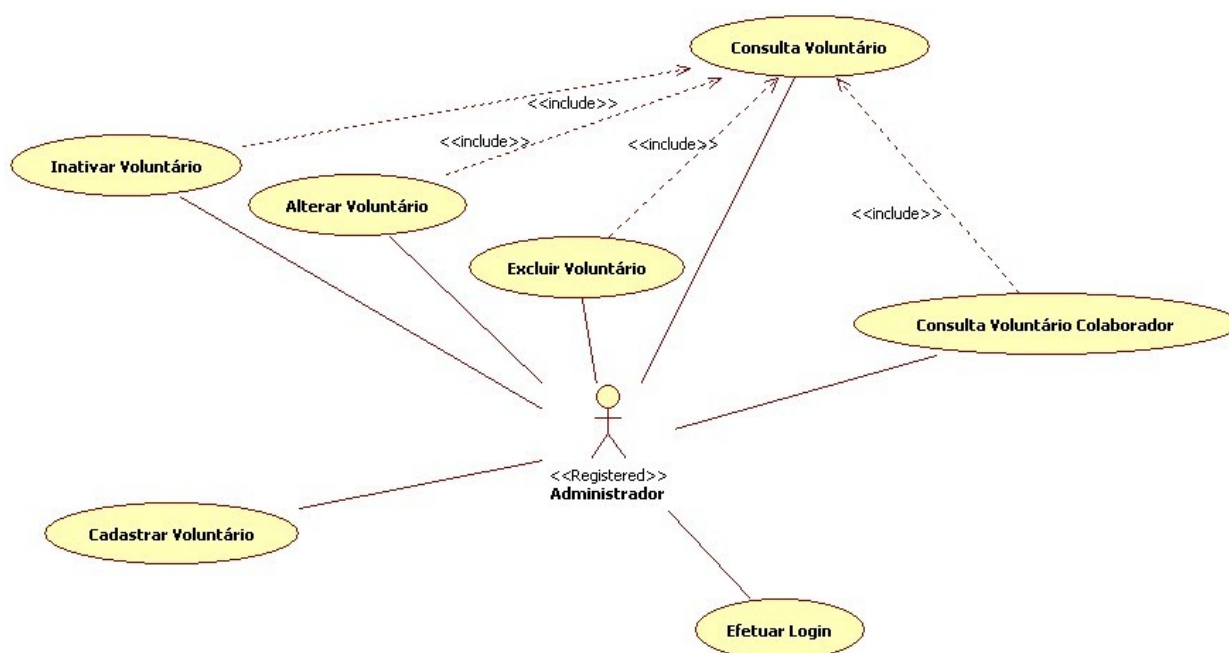 Consulta Voluntário
<<include>>
<<include>>
<<include>>
Inativar Voluntário
Alterar Voluntário
<<include>>
Excluir Voluntário
Consulta Voluntário Colaborador
<<Registered>>
Administrador
Cadastrar Voluntário
Efetuar Login